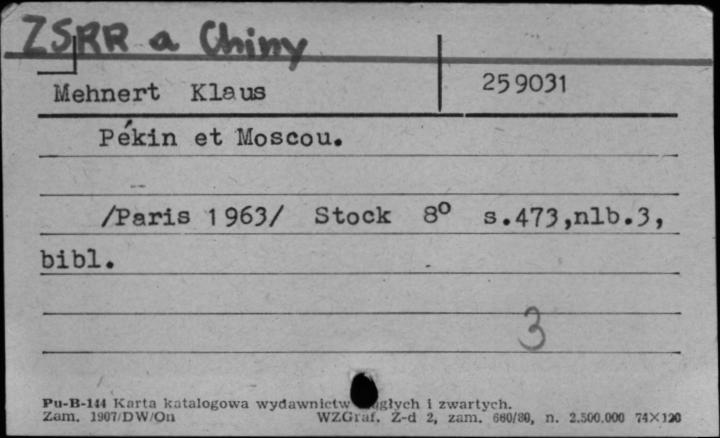 ZSRR a Chiny
Mehnert Klaus 259031
Pékin et Moscou.
/Paris 1963/ Stock 8° s.473,nlb.3,
bibl.
3
Pu-B-144 Karta katalogowa wydawnictw i zwartych.
Zam. 1907/DW/On WZGraf. Z-d 2, zam. 660/80, n. 2.500.000 74×120